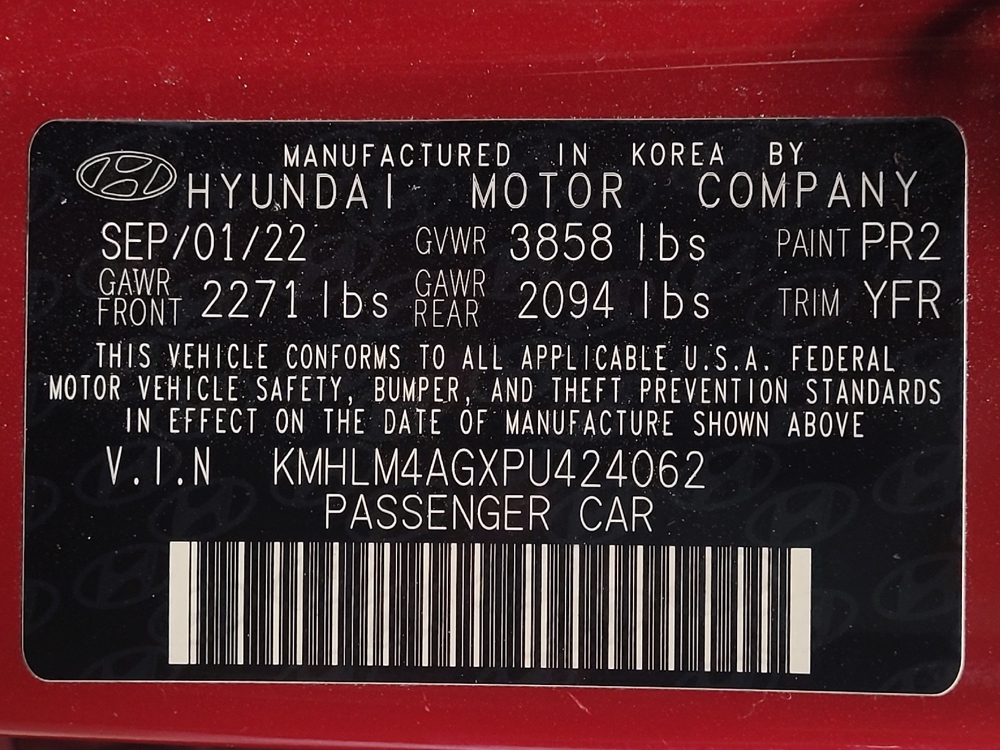 MANUFACTURED IN KOREA BY
HYUNDAI MOTOR COMPANY
SEP/01/22 GVWR 3858 lbs PAINT PR2
GAWR FRONT 2271 lbs GAWR REAR 2094 lbs TRIM YFR
THIS VEHICLE CONFORMS TO ALL APPLICABLE U.S.A. FEDERAL
MOTOR VEHICLE SAFETY, BUMPER, AND THEFT PREVENTION STANDARDS
IN EFFECT ON THE DATE OF MANUFACTURE SHOWN ABOVE
V.I.N KMHLM4AGXPU424062
PASSENGER CAR